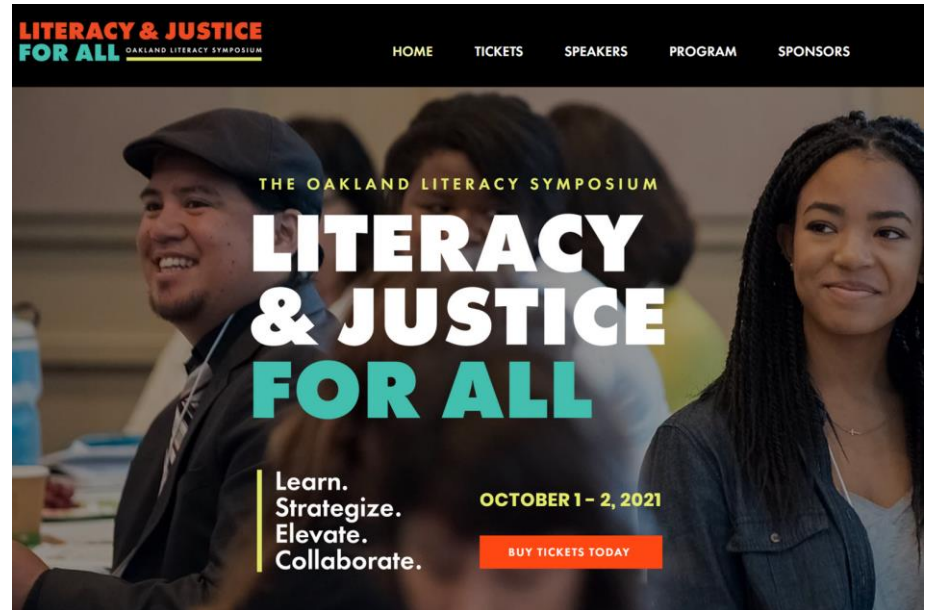 LITERACY & JUSTICE
FOR ALL OAKLAND LITERACY SYMPOSIUM
HOME TICKETS SPEAKERS PROGRAM SPONSORS
THE OAKLAND LITERACY SYMPOSIUM
LITERACY
& JUSTICE
FOR ALL
Learn.
Strategize.
Elevate.
Collaborate.
OCTOBER 1 - 2, 2021
BUY TICKETS TODAY